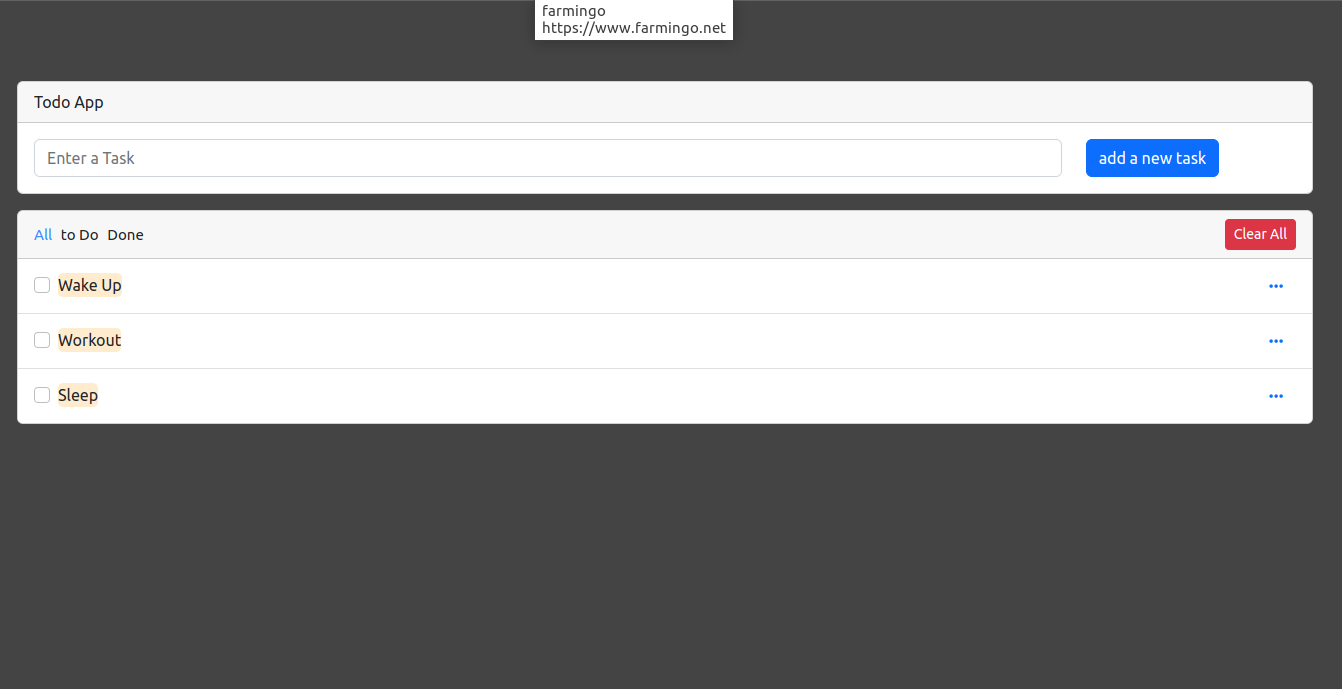 farmingo
https://www.farmingo.net
Todo App
Enter a Task
add a new task
All to Do Done
Clear All
Wake Up
Workout
Sleep